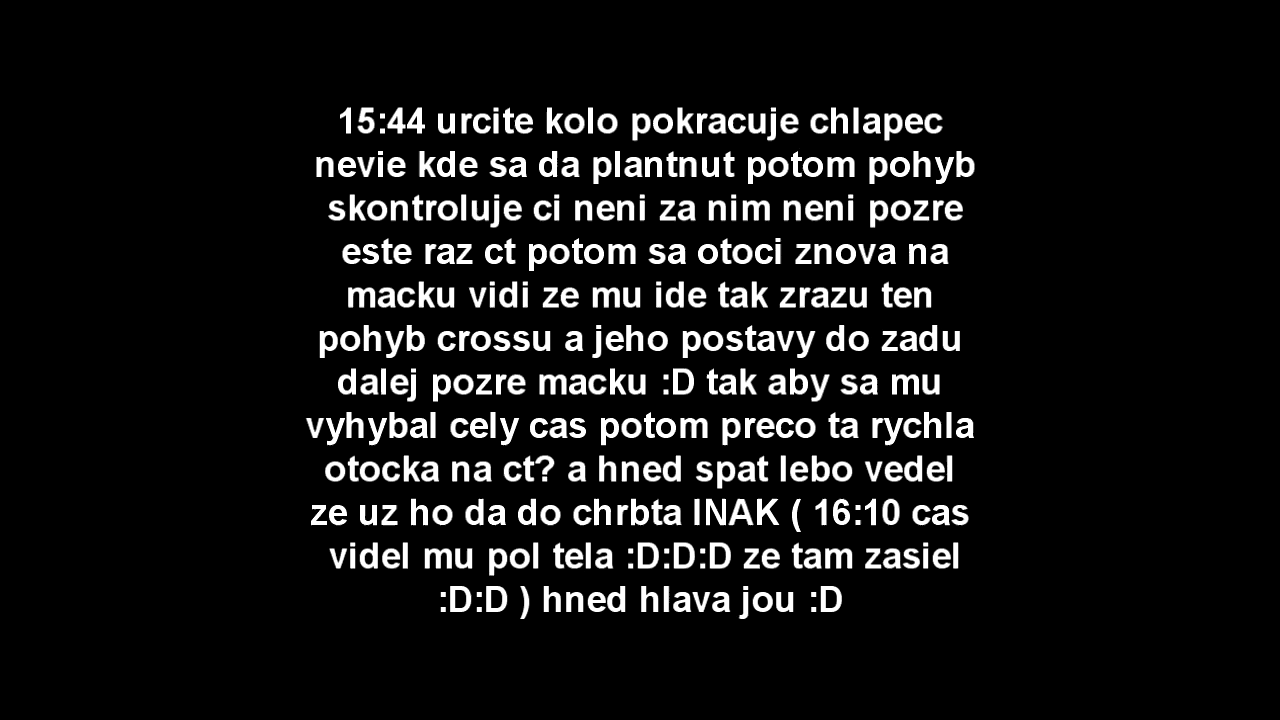 15:44 urcite kolo pokracuje chlapec
nevie kde sa da plantnut potom pohyb
skontroluje ci neni za nim neni pozre
este raz ct potom sa otoci znova na
macku vidi ze mu ide tak zrazu ten
pohyb crossu a jeho postavy do zadu
dalej pozre macku :D tak aby sa mu
vyhybal cely cas potom preco ta rychla
otocka na ct? a hned spat lebo vedel
ze uz ho da do chrbta INAK ( 16:10 cas
videl mu pol tela :D:D:D ze tam zasiel
:D:D ) hned hlava jou :D